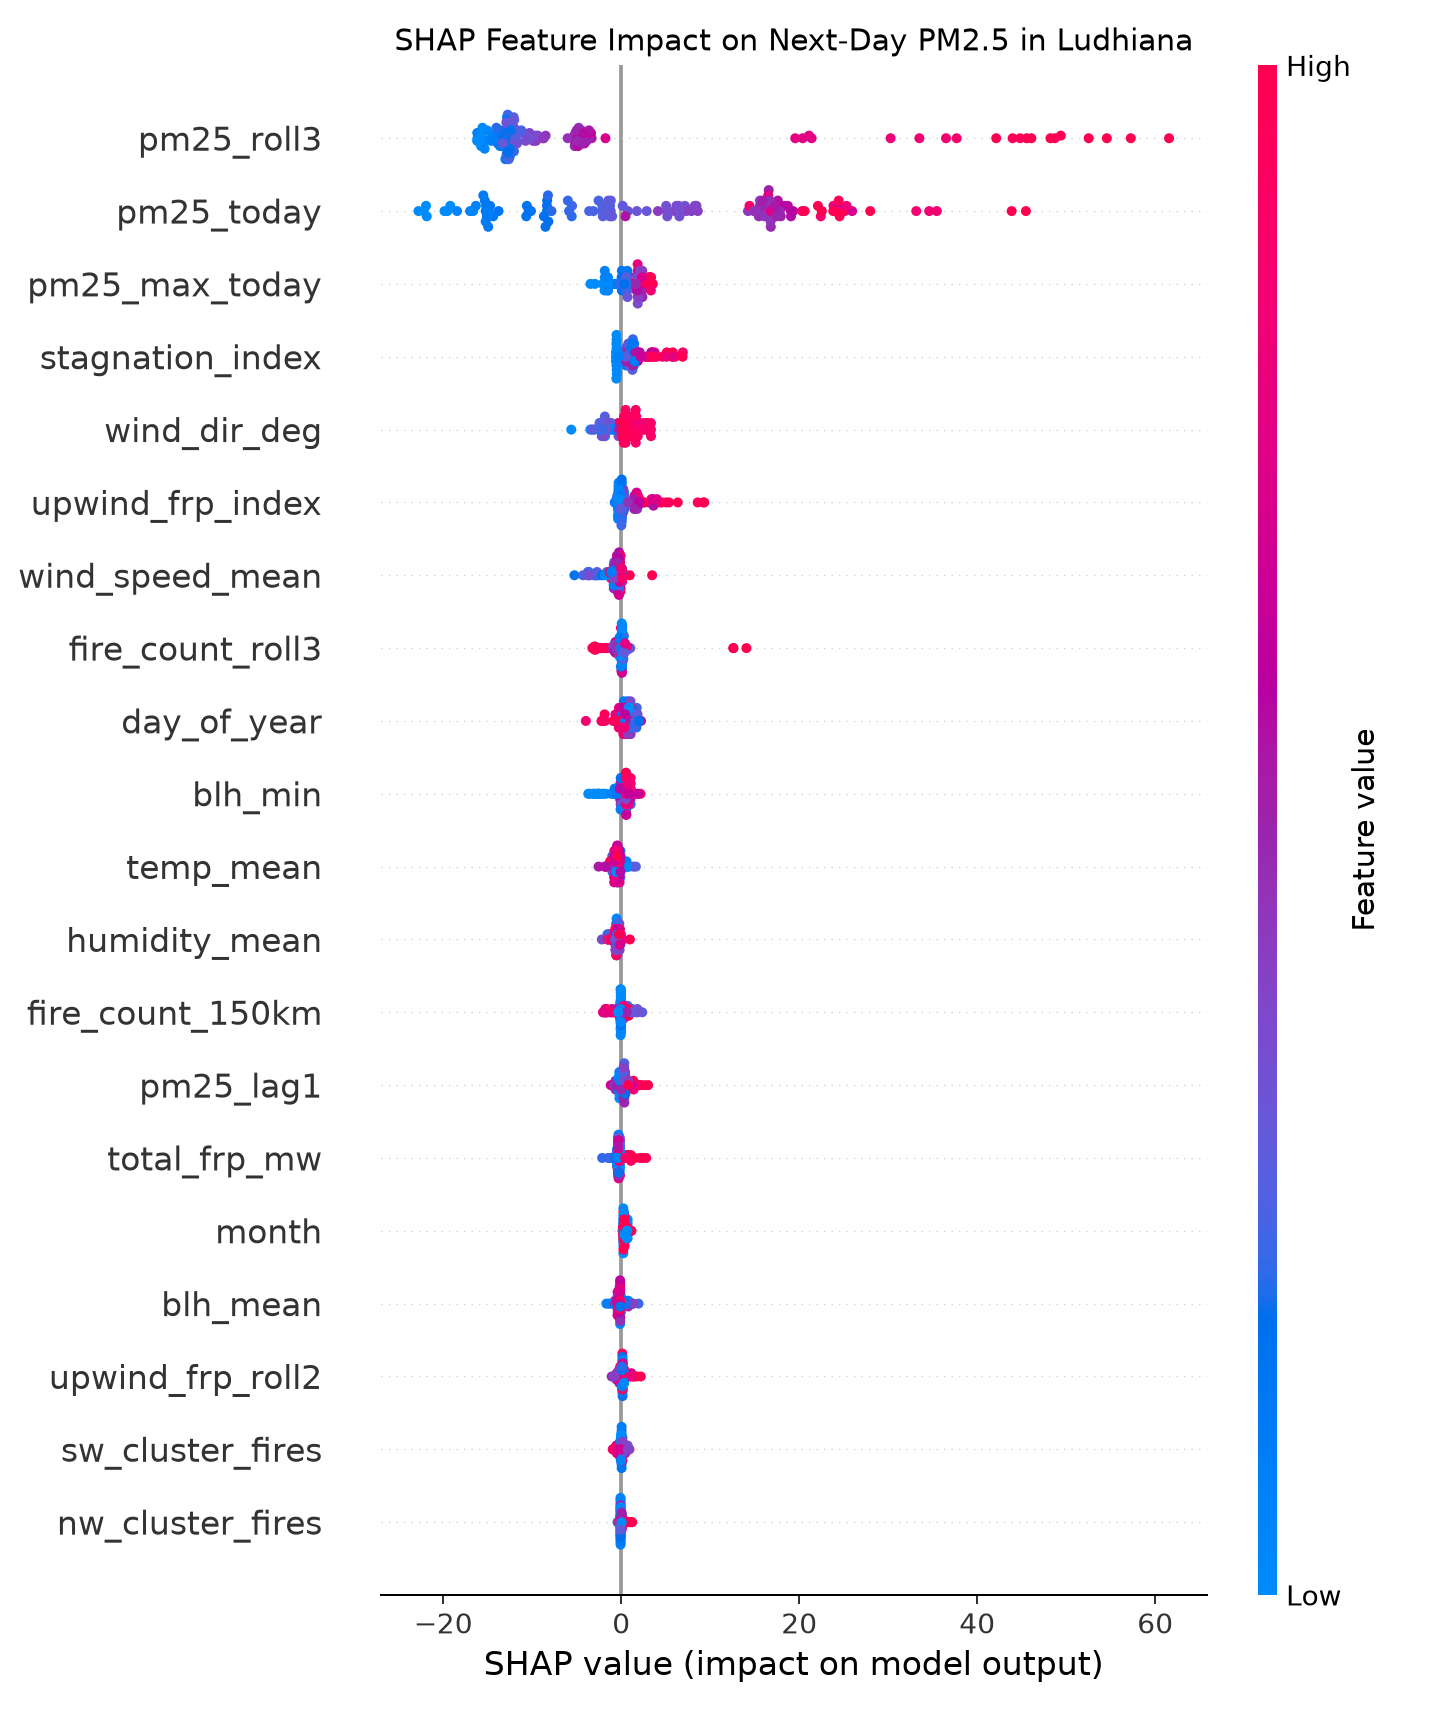 SHAP Feature Impact on Next-Day PM2.5 in Ludhiana
High
pm25_roll3
pm25_today
pm25_max_today
stagnation_index
wind_dir_deg
upwind_frp_index
wind_speed_mean
fire_count_roll3
day_of_year
blh_min
temp_mean
humidity_mean
fire_count_150km
pm25_lag1
total_frp_mw
month
blh_mean
upwind_frp_roll2
sw_cluster_fires
nw_cluster_fires
Feature value
Low
−20 0 20 40 60
SHAP value (impact on model output)